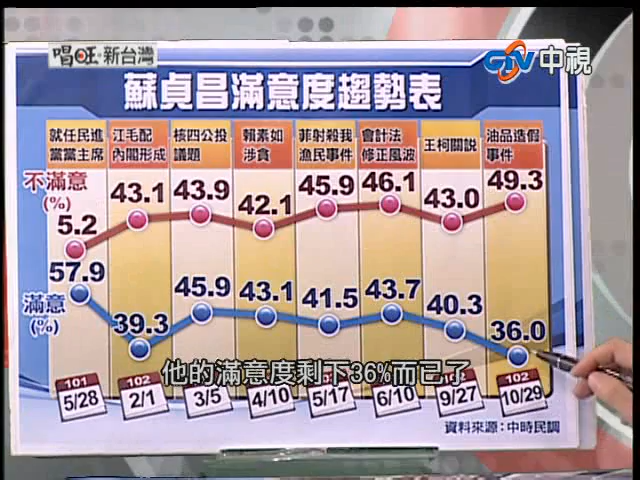 唱旺新台灣
CTV中視
蘇貞昌滿意度趨勢表
就任民進
黨黨主席
江毛配
內閣形成
核四公投
議題
賴素如
涉貪
菲射殺我
漁民事件
會計法
修正風波
王柯關說
油品造假
事件
不滿意
(%)
5.2
43.1
43.9
42.1
45.9
46.1
43.0
49.3
滿意
(%)
57.9
39.3
45.9
43.1
41.5
43.7
40.3
36.0
他的滿意度剩下36%而已了
101
5/28
102
2/1
3/5
4/10
5/17
6/10
9/27
102
10/29
資料來源：中時民調